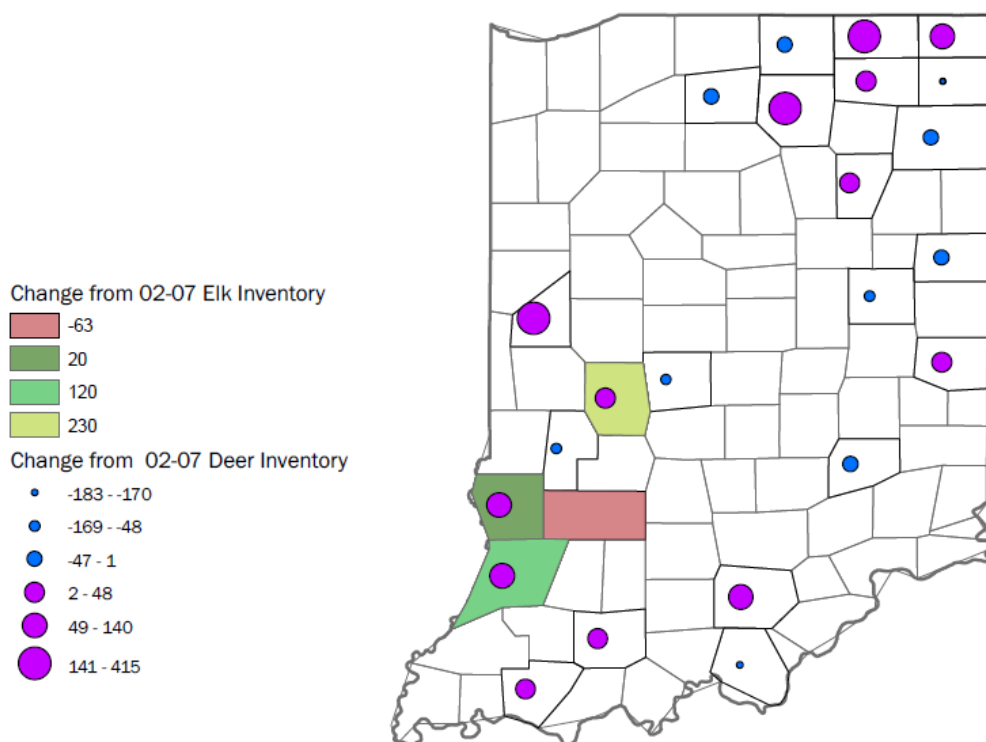 Change from 02-07 Elk Inventory
-63
20
120
230
Change from  02-07 Deer Inventory
-183 - -170
-169 - -48
-47 - 1
2 - 48
49 - 140
141 - 415